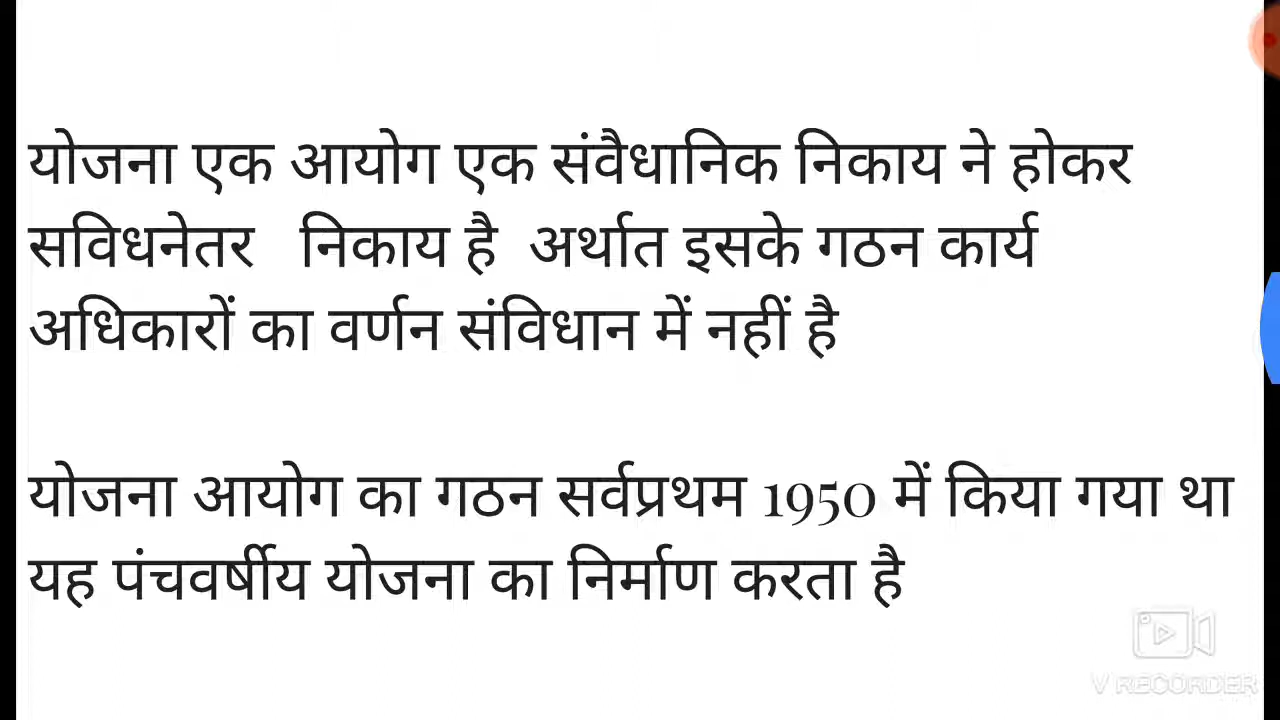 योजना एक आयोग एक संवैधानिक निकाय ने होकर
सविधनेतर निकाय है अर्थात इसके गठन कार्य
अधिकारों का वर्णन संविधान में नहीं है
योजना आयोग का गठन सर्वप्रथम 1950 में किया गया था
यह पंचवर्षीय योजना का निर्माण करता है
V RECORDER